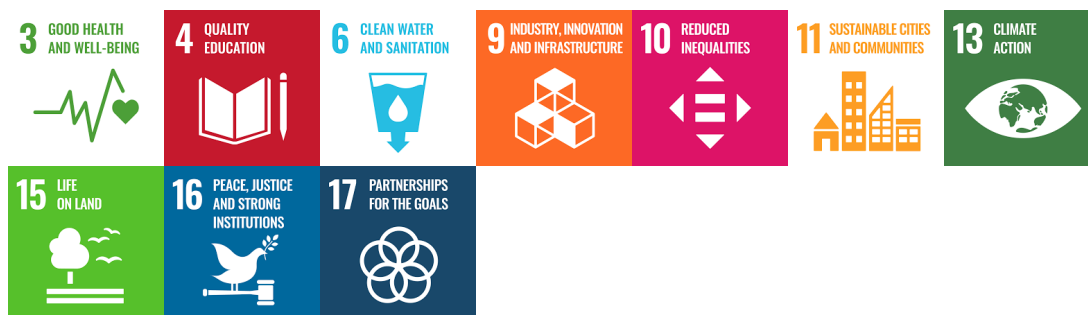 3 GOOD HEALTH
AND WELL-BEING
4 QUALITY
EDUCATION
6 CLEAN WATER
AND SANITATION
9 INDUSTRY, INNOVATION
AND INFRASTRUCTURE
10 REDUCED
INEQUALITIES
11 SUSTAINABLE CITIES
AND COMMUNITIES
13 CLIMATE
ACTION
15 LIFE
ON LAND
16 PEACE, JUSTICE
AND STRONG
INSTITUTIONS
17 PARTNERSHIPS
FOR THE GOALS